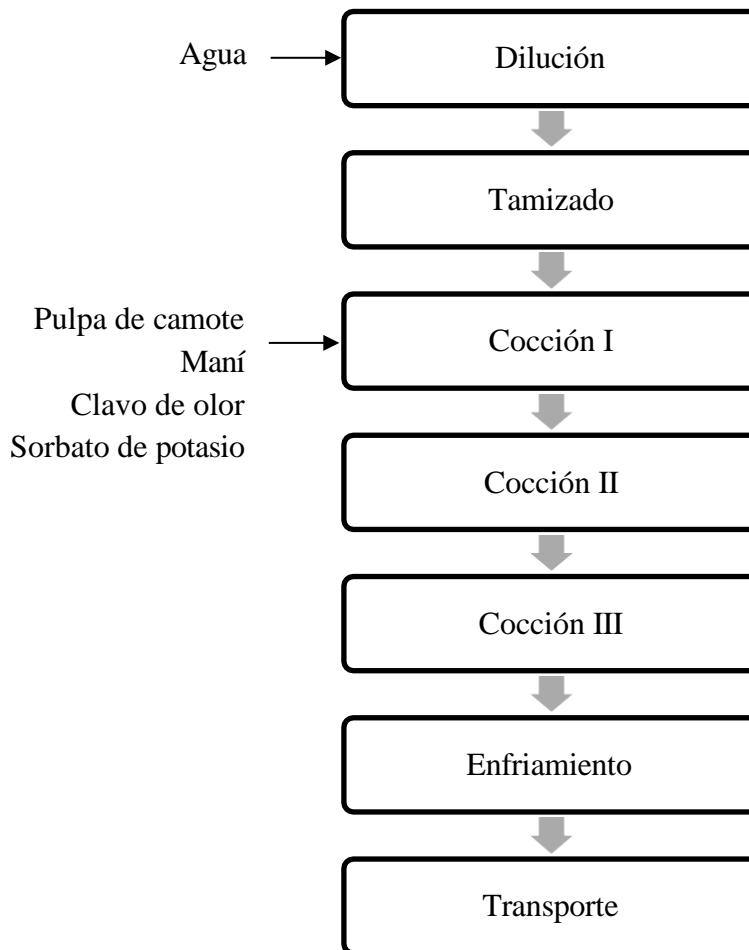 Agua
Dilución
Tamizado
Pulpa de camote
Maní
Clavo de olor
Sorbato de potasio
Cocción I
Cocción II
Cocción III
Enfriamiento
Transporte